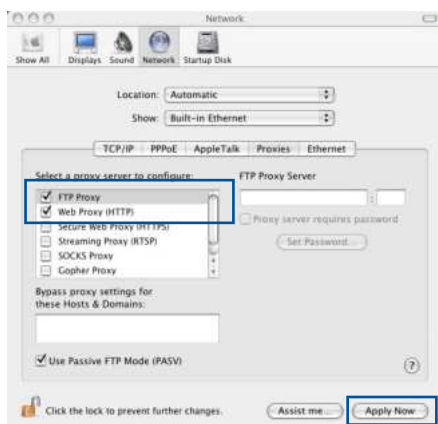 Network
Show All Displays Sound Network Startup Disk
Location: Automatic
Show: Built-in Ethernet
TCP/IP PPPoE AppleTalk Proxies Ethernet
Select a proxy server to configure: FTP Proxy Server
FTP Proxy
Web Proxy (HTTP)
:
Secure Web Proxy (HTTPS)
Proxy server requires password
Streaming Proxy (RTSP)
Set Password...
SOCKS Proxy
Gopher Proxy
Bypass proxy settings for
these Hosts & Domains:
Use Passive FTP Mode (PASV)
?
Click the lock to prevent further changes. Assist me... Apply Now